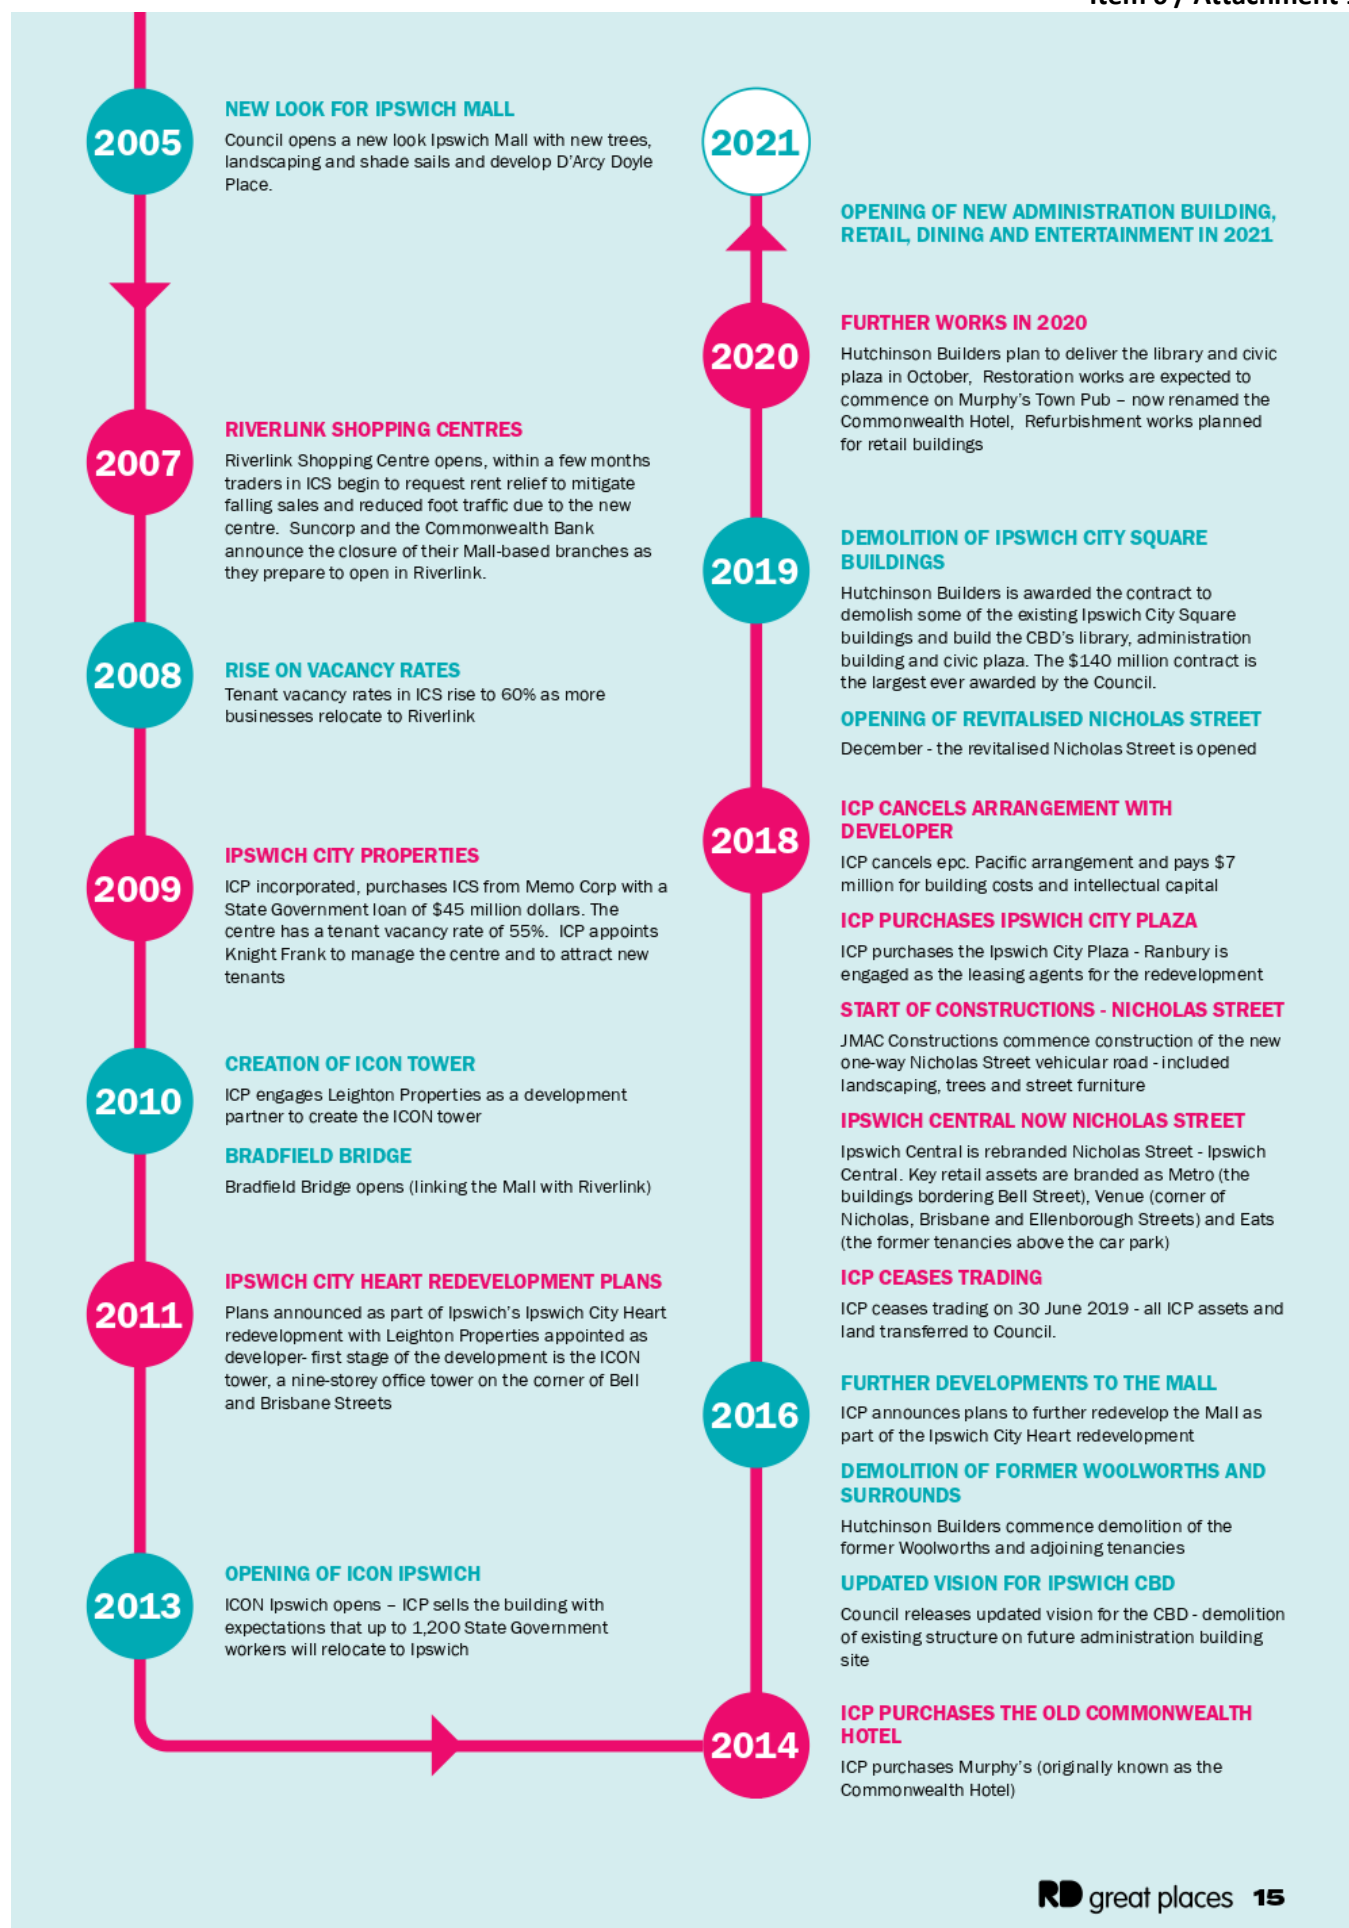 2005
NEW LOOK FOR IPSWICH MALL
Council opens a new look Ipswich Mall with new trees,
landscaping and shade sails and develop D'Arcy Doyle
Place.
2007
RIVERLINK SHOPPING CENTRES
Riverlink Shopping Centre opens, within a few months
traders in ICS begin to request rent relief to mitigate
falling sales and reduced foot traffic due to the new
centre.  Suncorp and the Commonwealth Bank
announce the closure of their Mall-based branches as
they prepare to open in Riverlink.
2008
RISE ON VACANCY RATES
Tenant vacancy rates in ICS rise to 60% as more
businesses relocate to Riverlink
2009
IPSWICH CITY PROPERTIES
ICP incorporated, purchases ICS from Memo Corp with a
State Government loan of $45 million dollars. The
centre has a tenant vacancy rate of 55%.  ICP appoints
Knight Frank to manage the centre and to attract new
tenants
2010
CREATION OF ICON TOWER
ICP engages Leighton Properties as a development
partner to create the ICON tower
BRADFIELD BRIDGE
Bradfield Bridge opens (linking the Mall with Riverlink)
2011
IPSWICH CITY HEART REDEVELOPMENT PLANS
Plans announced as part of Ipswich's Ipswich City Heart
redevelopment with Leighton Properties appointed as
developer- first stage of the development is the ICON
tower, a nine-storey office tower on the corner of Bell
and Brisbane Streets
2013
OPENING OF ICON IPSWICH
ICON Ipswich opens – ICP sells the building with
expectations that up to 1,200 State Government
workers will relocate to Ipswich
2021
OPENING OF NEW ADMINISTRATION BUILDING,
RETAIL, DINING AND ENTERTAINMENT IN 2021
2020
FURTHER WORKS IN 2020
Hutchinson Builders plan to deliver the library and civic
plaza in October,  Restoration works are expected to
commence on Murphy's Town Pub – now renamed the
Commonwealth Hotel,  Refurbishment works planned
for retail buildings
2019
DEMOLITION OF IPSWICH CITY SQUARE
BUILDINGS
Hutchinson Builders is awarded the contract to
demolish some of the existing Ipswich City Square
buildings and build the CBD's library, administration
building and civic plaza. The $140 million contract is
the largest ever awarded by the Council.
OPENING OF REVITALISED NICHOLAS STREET
December - the revitalised Nicholas Street is opened
2018
ICP CANCELS ARRANGEMENT WITH
DEVELOPER
ICP cancels epc. Pacific arrangement and pays $7
million for building costs and intellectual capital
ICP PURCHASES IPSWICH CITY PLAZA
ICP purchases the Ipswich City Plaza - Ranbury is
engaged as the leasing agents for the redevelopment
START OF CONSTRUCTIONS - NICHOLAS STREET
JMAC Constructions commence construction of the new
one-way Nicholas Street vehicular road - included
landscaping, trees and street furniture
IPSWICH CENTRAL NOW NICHOLAS STREET
Ipswich Central is rebranded Nicholas Street - Ipswich
Central. Key retail assets are branded as Metro (the
buildings bordering Bell Street), Venue (corner of
Nicholas, Brisbane and Ellenborough Streets) and Eats
(the former tenancies above the car park)
ICP CEASES TRADING
ICP ceases trading on 30 June 2019 - all ICP assets and
land transferred to Council.
2016
FURTHER DEVELOPMENTS TO THE MALL
ICP announces plans to further redevelop the Mall as
part of the Ipswich City Heart redevelopment
DEMOLITION OF FORMER WOOLWORTHS AND
SURROUNDS
Hutchinson Builders commence demolition of the
former Woolworths and adjoining tenancies
UPDATED VISION FOR IPSWICH CBD
Council releases updated vision for the CBD - demolition
of existing structure on future administration building
site
2014
ICP PURCHASES THE OLD COMMONWEALTH
HOTEL
ICP purchases Murphy's (originally known as the
Commonwealth Hotel)
RD great places 15